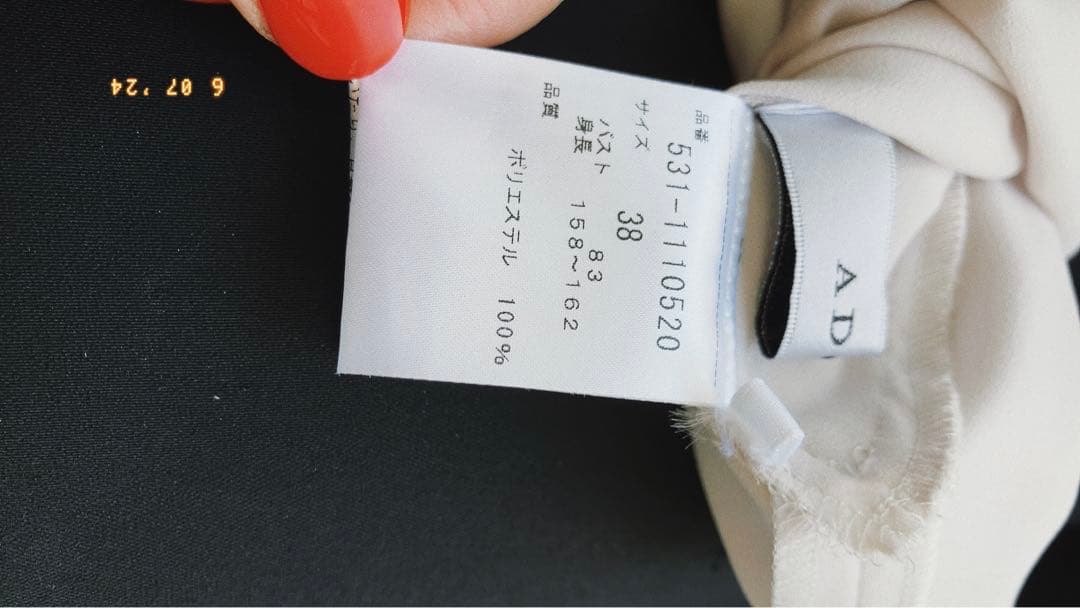 品番 531-1110520
サイズ 38
バスト 83
身長 158~162
品質
ポリエステル 100%
AD
6 07 '24